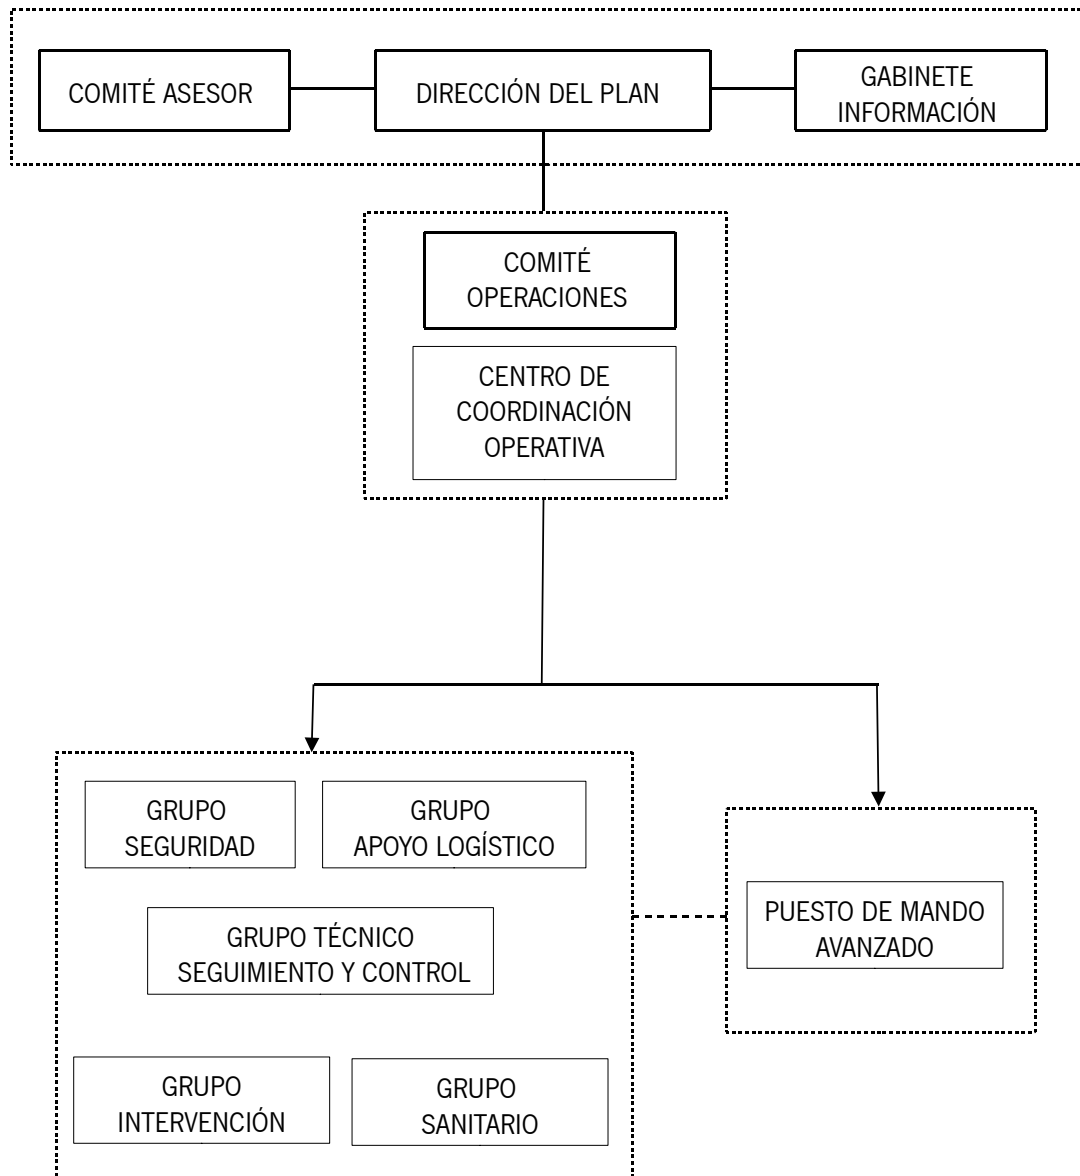 COMITÉ ASESOR
DIRECCIÓN DEL PLAN
GABINETE
INFORMACIÓN
COMITÉ
OPERACIONES
CENTRO DE
COORDINACIÓN
OPERATIVA
GRUPO
SEGURIDAD
GRUPO
APOYO LOGÍSTICO
GRUPO TÉCNICO
SEGUIMIENTO Y CONTROL
PUESTO DE MANDO
AVANZADO
GRUPO
INTERVENCIÓN
GRUPO
SANITARIO